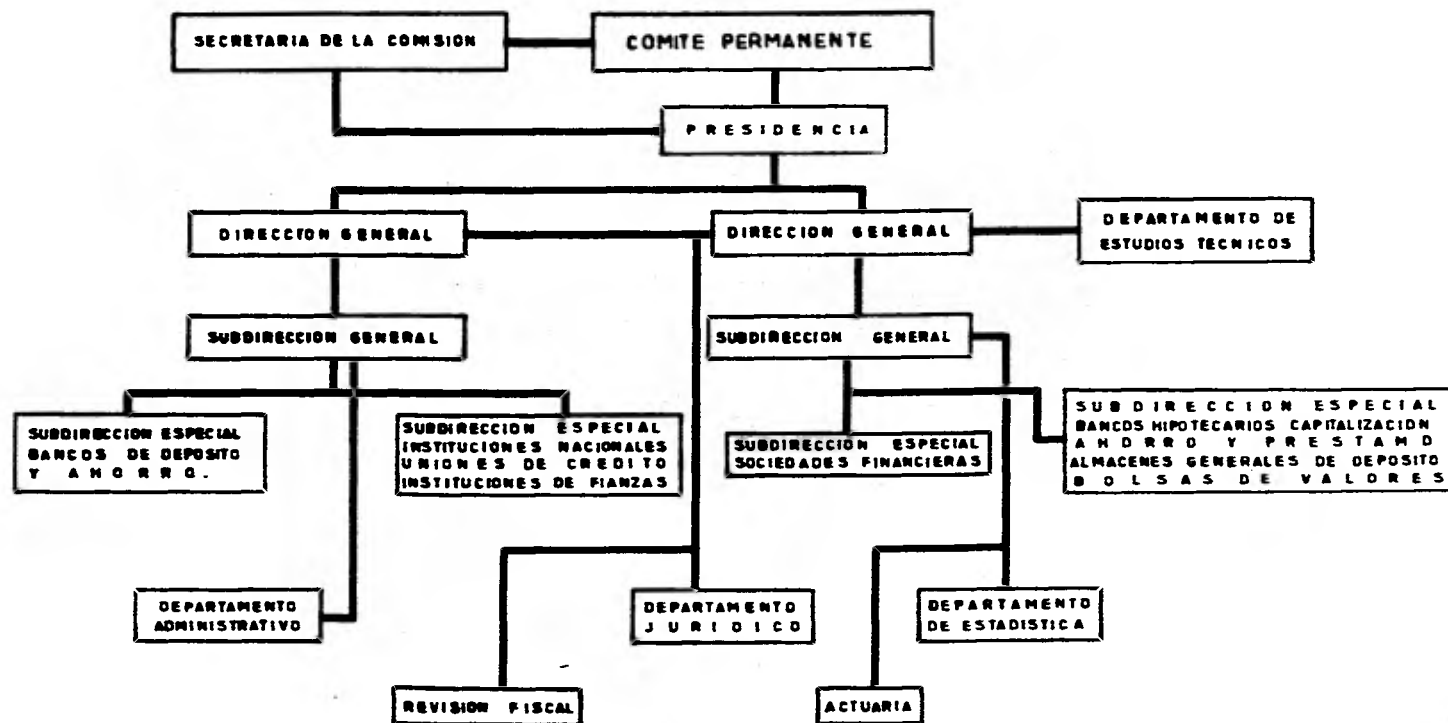 SECRETARIA DE LA COMISION
COMITE PERMANENTE
PRESIDENCIA
DIRECCION GENERAL
DIRECCION GENERAL
DEPARTAMENTO DE
ESTUDIOS TECNICOS
SUBDIRECCION GENERAL
SUBDIRECCION GENERAL
SUBDIRECCION ESPECIAL
BANCOS DE DEPOSITO
Y AHORRO.
SUBDIRECCION ESPECIAL
INSTITUCIONES NACIONALES
UNIONES DE CREDITO
INSTITUCIONES DE FIANZAS
SUBDIRECCION ESPECIAL
SOCIEDADES FINANCIERAS
SUBDIRECCION ESPECIAL
BANCOS HIPOTECARIOS CAPITALIZACIÓN
AHORRO Y PRESTAMO
ALMACENES GENERALES DE DEPOSITO
BOLSAS DE VALORES
DEPARTAMENTO
ADMINISTRATIVO
DEPARTAMENTO
JURIDICO
DEPARTAMENTO
DE ESTADISTICA
REVISION FISCAL
ACTUARIA